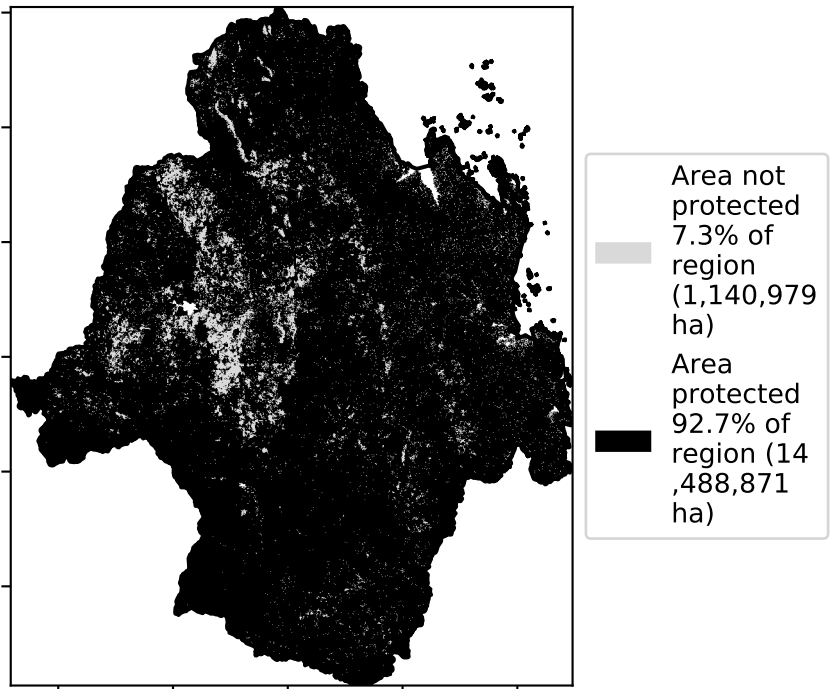 Area not
protected
7.3% of
region
(1,140,979
ha)
Area
protected
92.7% of
region (14
,488,871
ha)